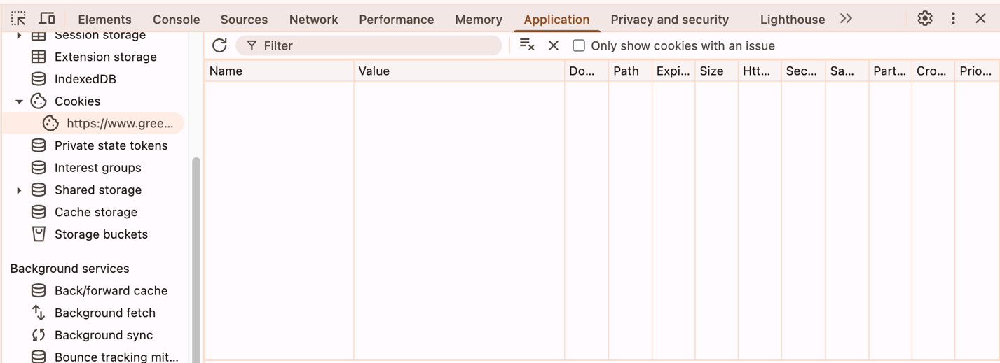 Elements Console Sources Network Performance Memory Application Privacy and security Lighthouse
Session storage
Extension storage
IndexedDB
Cookies
https://www.gree...
Private state tokens
Interest groups
Shared storage
Cache storage
Storage buckets
Background services
Back/forward cache
Background fetch
Background sync
Bounce tracking mit...
Filter
Only show cookies with an issue
Name Value Do... Path Expi... Size Htt... Sec... Sa... Part... Cro... Prio...